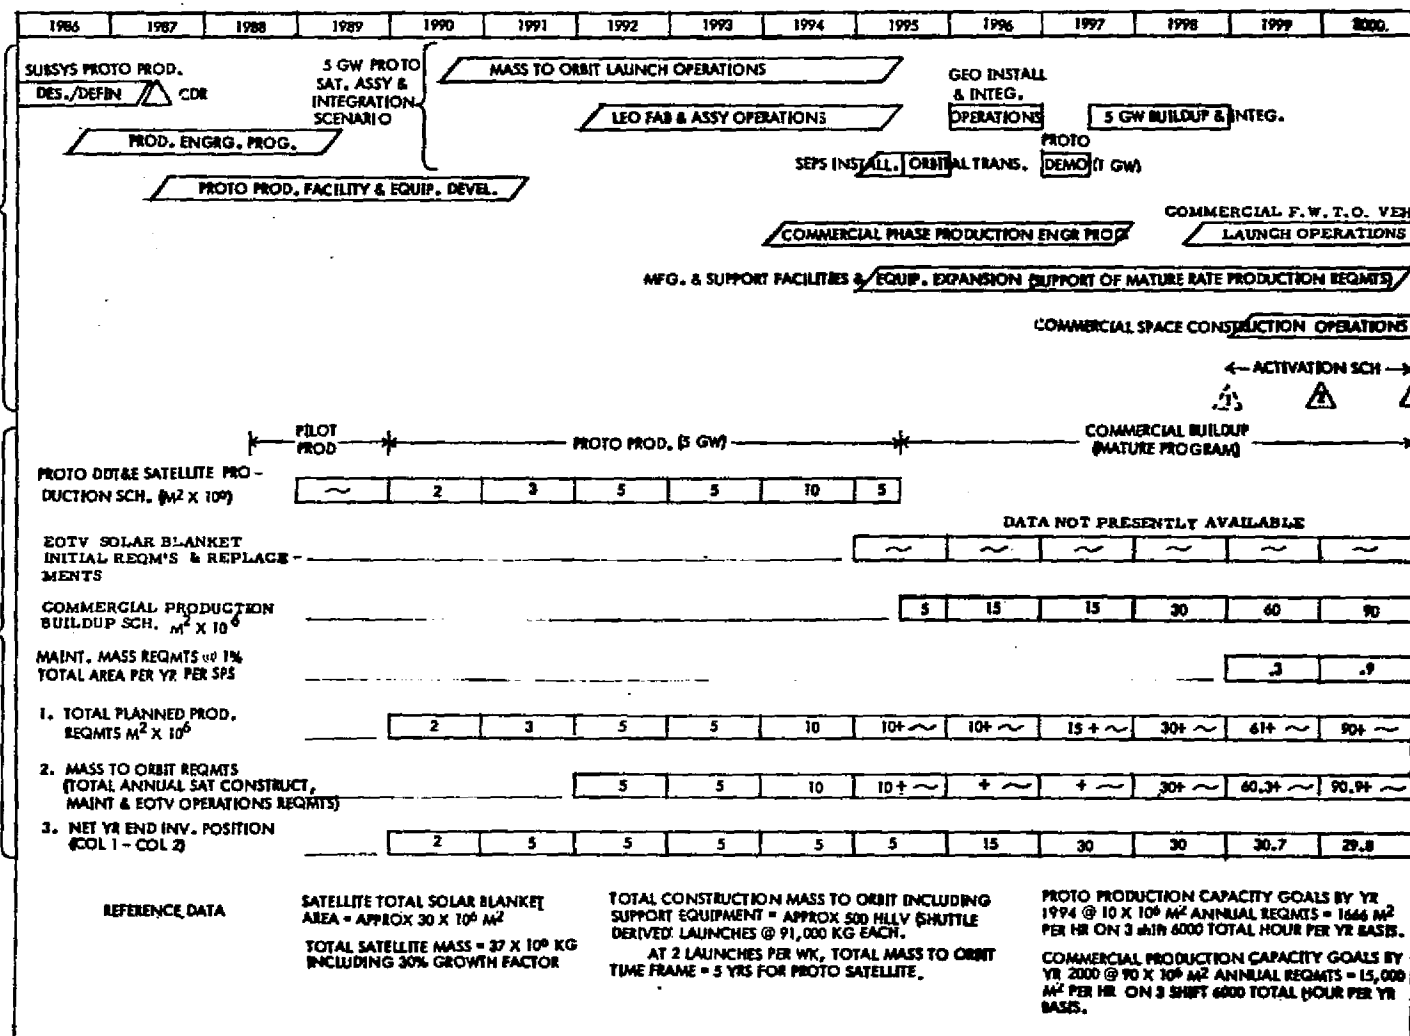 1986 1987 1988 1989 1990 1991 1992 1993 1994 1995 1996 1997 1998 1999 2000
SUBSYS PROTO PROD.
DES./DEFIN
CDR
PROD. ENGRG. PROG.
PROTO PROD. FACILITY & EQUIP. DEVEL.
5 GW PROTO
SAT. ASSY &
INTEGRATION
SCENARIO
MASS TO ORBIT LAUNCH OPERATIONS
LEO FAB & ASSY OPERATIONS
GEO INSTALL
& INTEG.
OPERATIONS
5 GW BUILDUP & INTEG.
SEPS INSTALL. ORBITAL TRANS.
PROTO
DEMO (1 GW)
COMMERCIAL F.W.T.O. VEH
LAUNCH OPERATIONS
COMMERCIAL PHASE PRODUCTION ENGR PROG
MFG. & SUPPORT FACILITIES & EQUIP. EXPANSION (SUPPORT OF MATURE RATE PRODUCTION REQMTS)
COMMERCIAL SPACE CONSTRUCTION OPERATIONS
ACTIVATION SCH
1 2
PILOT
PROD
PROTO PROD. (5 GW)
COMMERCIAL BUILDUP
(MATURE PROGRAM)
PROTO DDT&E SATELLITE PRO-
DUCTION SCH. (M² X 10⁶)
~ 2 3 5 5 10 5
DATA NOT PRESENTLY AVAILABLE
EOTV SOLAR BLANKET
INITIAL REQM'S & REPLACE-
MENTS
~ ~ ~ ~ ~ ~
COMMERCIAL PRODUCTION
BUILDUP SCH. M² X 10⁶
5 15 15 30 60 90
MAINT. MASS REQMTS @ 1%
TOTAL AREA PER YR PER SPS
.3 .9
1. TOTAL PLANNED PROD.
REQMTS M² X 10⁶
2 3 5 5 10 10+ ~ 10+ ~ 15 + ~ 30+ ~ 61+ ~ 90+ ~
2. MASS TO ORBIT REQMTS
(TOTAL ANNUAL SAT CONSTRUCT,
MAINT & EOTV OPERATIONS REQMTS)
5 5 10 10+ ~ + ~ + ~ 30+ ~ 60.3+ ~ 90.9+ ~
3. NET YR END INV. POSITION
(COL 1 - COL 2)
2 5 5 5 5 5 15 30 30 30.7 29.8
REFERENCE DATA
SATELLITE TOTAL SOLAR BLANKET
AREA = APPROX 30 X 10⁶ M²
TOTAL SATELLITE MASS = 37 X 10⁶ KG
INCLUDING 30% GROWTH FACTOR
TOTAL CONSTRUCTION MASS TO ORBIT INCLUDING
SUPPORT EQUIPMENT = APPROX 500 HLLV (SHUTTLE
DERIVED) LAUNCHES @ 91,000 KG EACH.
AT 2 LAUNCHES PER WK, TOTAL MASS TO ORBIT
TIME FRAME = 5 YRS FOR PROTO SATELLITE.
PROTO PRODUCTION CAPACITY GOALS BY YR
1994 @ 10 X 10⁶ M² ANNUAL REQMTS = 1666 M²
PER HR ON 3 shift 6000 TOTAL HOUR PER YR BASIS.
COMMERCIAL PRODUCTION CAPACITY GOALS BY
YR 2000 @ 90 X 10⁶ M² ANNUAL REQMTS = 15,000
M² PER HR ON 3 SHIFT 6000 TOTAL HOUR PER YR
BASIS.